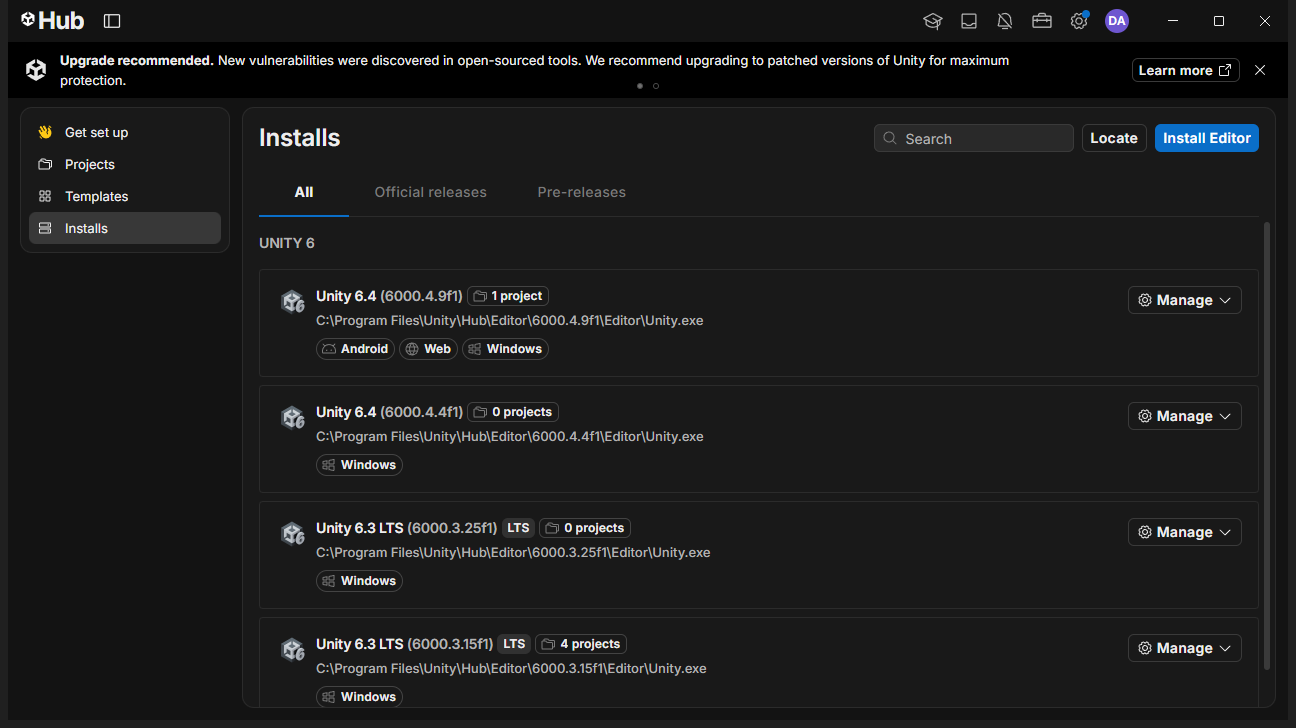 Hub
DA
Upgrade recommended. New vulnerabilities were discovered in open-sourced tools. We recommend upgrading to patched versions of Unity for maximum
protection.
Learn more
Get set up
Projects
Templates
Installs
Installs
Search
Locate
Install Editor
All
Official releases
Pre-releases
UNITY 6
Unity 6.4 (6000.4.9f1) 1 project
Manage
C:\Program Files\Unity\Hub\Editor\6000.4.9f1\Editor\Unity.exe
Android Web Windows
Unity 6.4 (6000.4.4f1) 0 projects
Manage
C:\Program Files\Unity\Hub\Editor\6000.4.4f1\Editor\Unity.exe
Windows
Unity 6.3 LTS (6000.3.25f1) LTS 0 projects
Manage
C:\Program Files\Unity\Hub\Editor\6000.3.25f1\Editor\Unity.exe
Windows
Unity 6.3 LTS (6000.3.15f1) LTS 4 projects
Manage
C:\Program Files\Unity\Hub\Editor\6000.3.15f1\Editor\Unity.exe
Windows